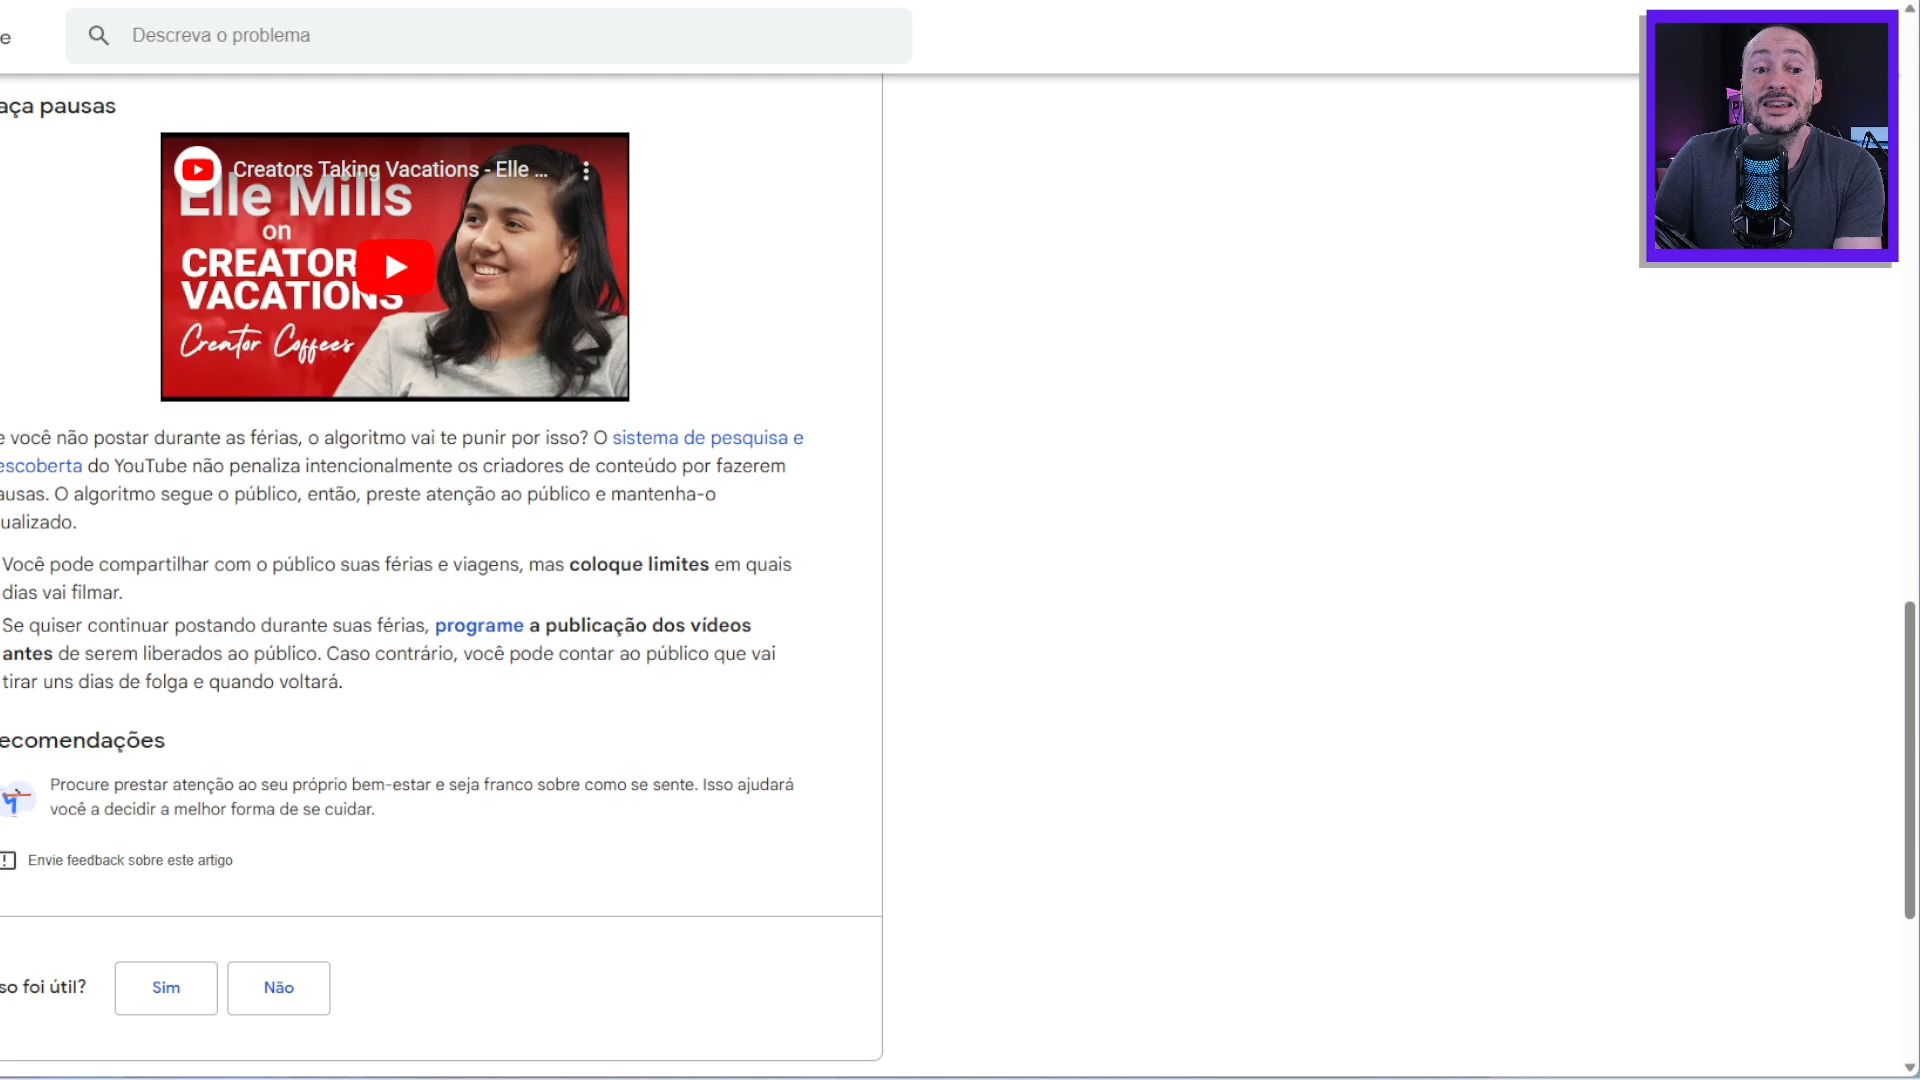 e
Descreva o problema
aça pausas
Creators Taking Vacations - Elle ...
Elle Mills
on
CREATOR
VACATIONS
Creator Coffees
e você não postar durante as férias, o algoritmo vai te punir por isso? O sistema de pesquisa e
escoberta do YouTube não penaliza intencionalmente os criadores de conteúdo por fazerem
ausas. O algoritmo segue o público, então, preste atenção ao público e mantenha-o
ualizado.
Você pode compartilhar com o público suas férias e viagens, mas coloque limites em quais
dias vai filmar.
Se quiser continuar postando durante suas férias, programe a publicação dos vídeos
antes de serem liberados ao público. Caso contrário, você pode contar ao público que vai
tirar uns dias de folga e quando voltará.
ecomendações
Procure prestar atenção ao seu próprio bem-estar e seja franco sobre como se sente. Isso ajudará
você a decidir a melhor forma de se cuidar.
Envie feedback sobre este artigo
so foi útil?
Sim
Não